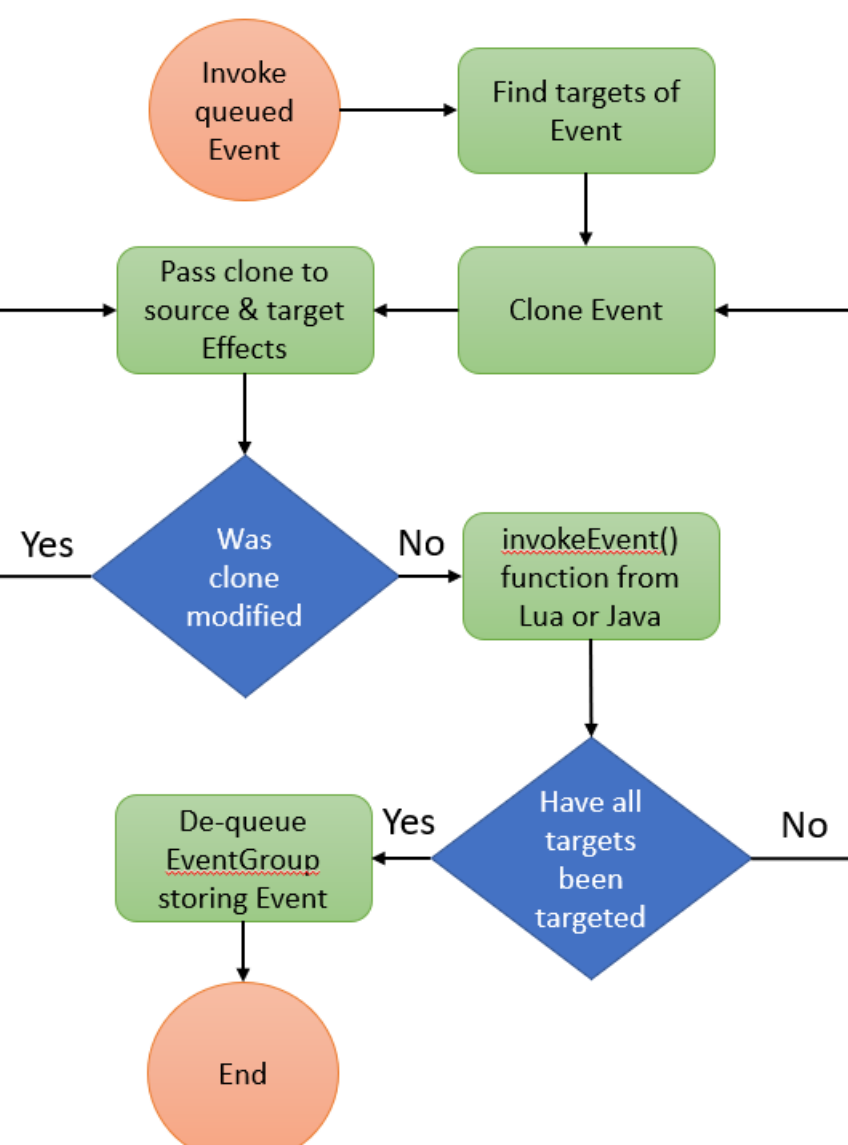 Invoke
queued
Event
Find targets of
Event
Pass clone to
source & target
Effects
Clone Event
Yes
Was
clone
modified
No
invokeEvent()
function from
Lua or Java
De-queue
EventGroup
storing Event
Yes
Have all
targets
been
targeted
No
End